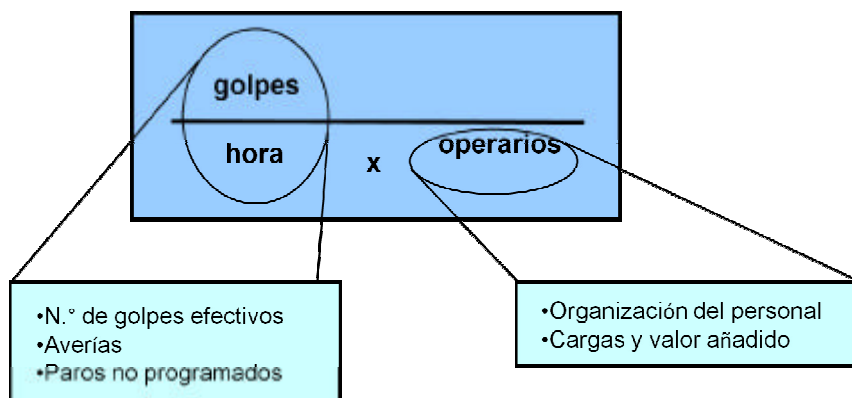 golpes
hora
x
operarios
•N.° de golpes efectivos
•Averías
•Paros no programados
•Organización del personal
•Cargas y valor añadido